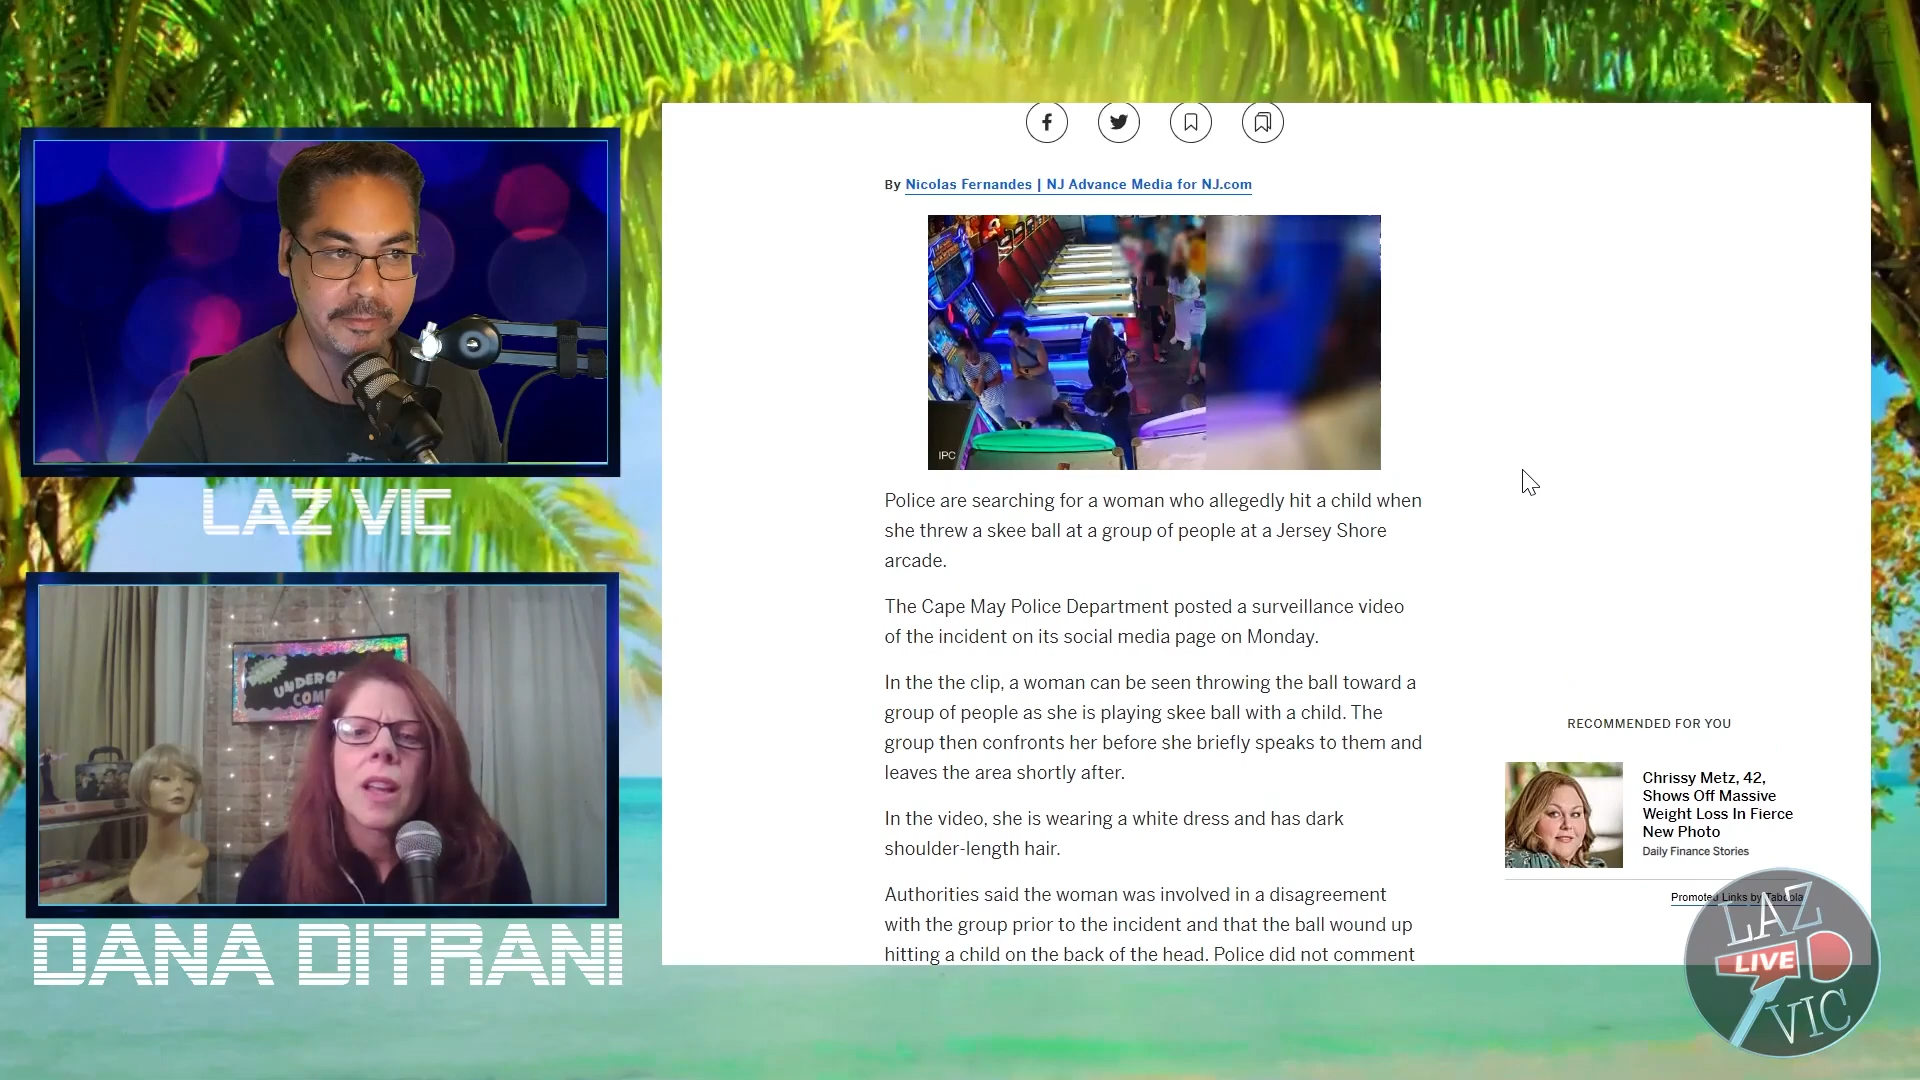 By Nicolas Fernandes | NJ Advance Media for NJ.com
IPC
Police are searching for a woman who allegedly hit a child when
she threw a skee ball at a group of people at a Jersey Shore
arcade.
The Cape May Police Department posted a surveillance video
of the incident on its social media page on Monday.
In the the clip, a woman can be seen throwing the ball toward a
group of people as she is playing skee ball with a child. The
group then confronts her before she briefly speaks to them and
leaves the area shortly after.
In the video, she is wearing a white dress and has dark
shoulder-length hair.
Authorities said the woman was involved in a disagreement
with the group prior to the incident and that the ball wound up
hitting a child on the back of the head. Police did not comment
RECOMMENDED FOR YOU
Chrissy Metz, 42,
Shows Off Massive
Weight Loss In Fierce
New Photo
Daily Finance Stories
Promoted Links by Taboola
LAZ VIC
DANA DITRANI
LAZ
LIVE
VIC